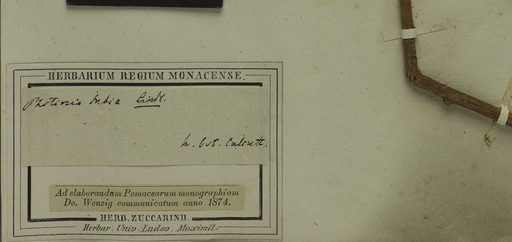 HERBARIUM REGIUM MONACENSE.
Photinia dubia Lindl.
h. bot. Calcutt.
Ad elaborandam Pomacearum monographiam
Do. Wenzig communicatum anno 1874.
HERB. ZUCCARINII.
Herbar. Univ. Ludov. Maximil.